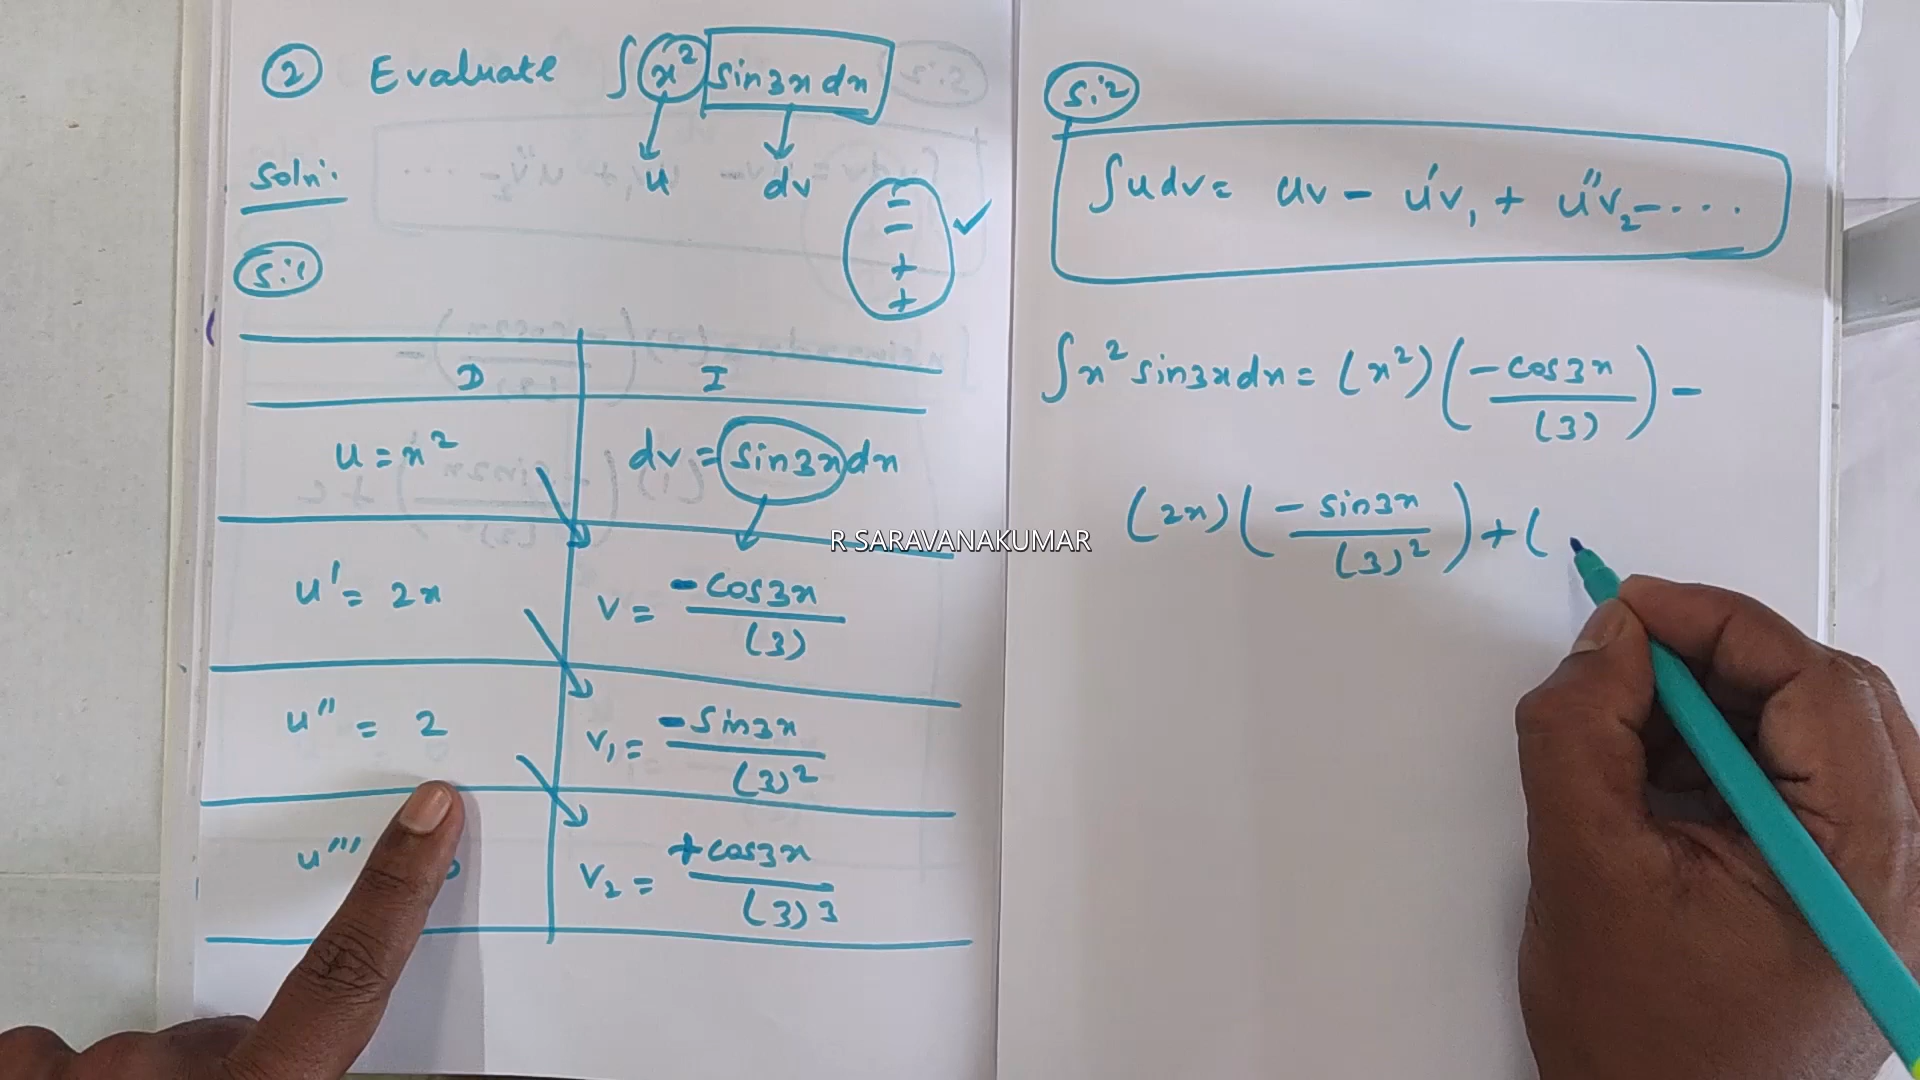 ② Evaluate ∫x² sin3x dx
u dv
Soln:
S:1
-
-
+
+
D I
u = x² dv = sin3x dx
u' = 2x v = -cos3x/(3)
u'' = 2 v₁ = -sin3x/(3)²
u''' v₂ = +cos3x/(3)3
S:2
∫u dv = uv - u'v₁ + u''v₂ - ....
∫x² sin3x dx = (x²)(-cos3x/(3)) -
(2x)(-sin3x/(3)²) + (
R SARAVANAKUMAR